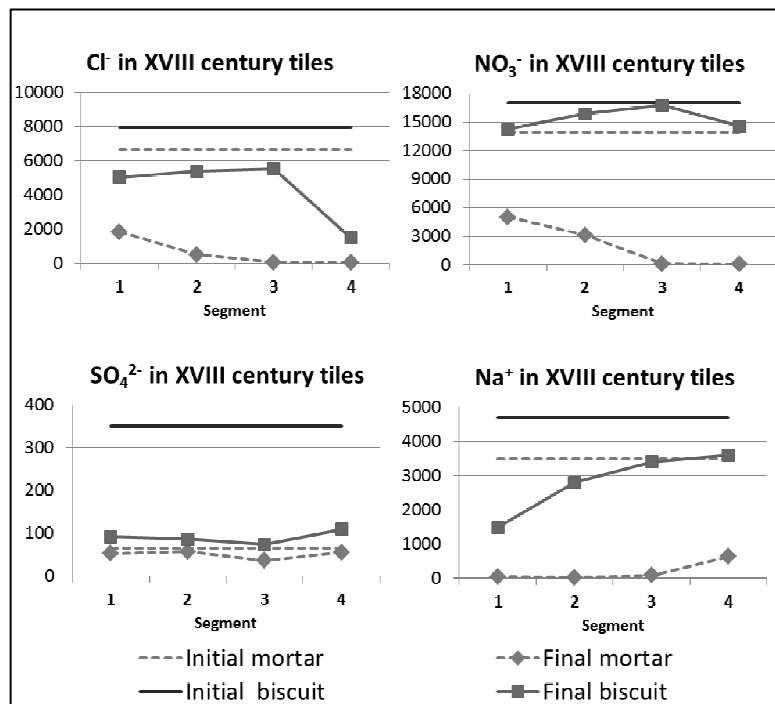 Cl⁻ in XVIII century tiles
10000
8000
6000
4000
2000
0
1 2 3 4
Segment
NO₃⁻ in XVIII century tiles
18000
15000
12000
9000
6000
3000
0
1 2 3 4
Segment
SO₄²⁻ in XVIII century tiles
400
300
200
100
0
1 2 3 4
Segment
Na⁺ in XVIII century tiles
5000
4000
3000
2000
1000
0
1 2 3 4
Segment
Initial mortar
Final mortar
Initial biscuit
Final biscuit